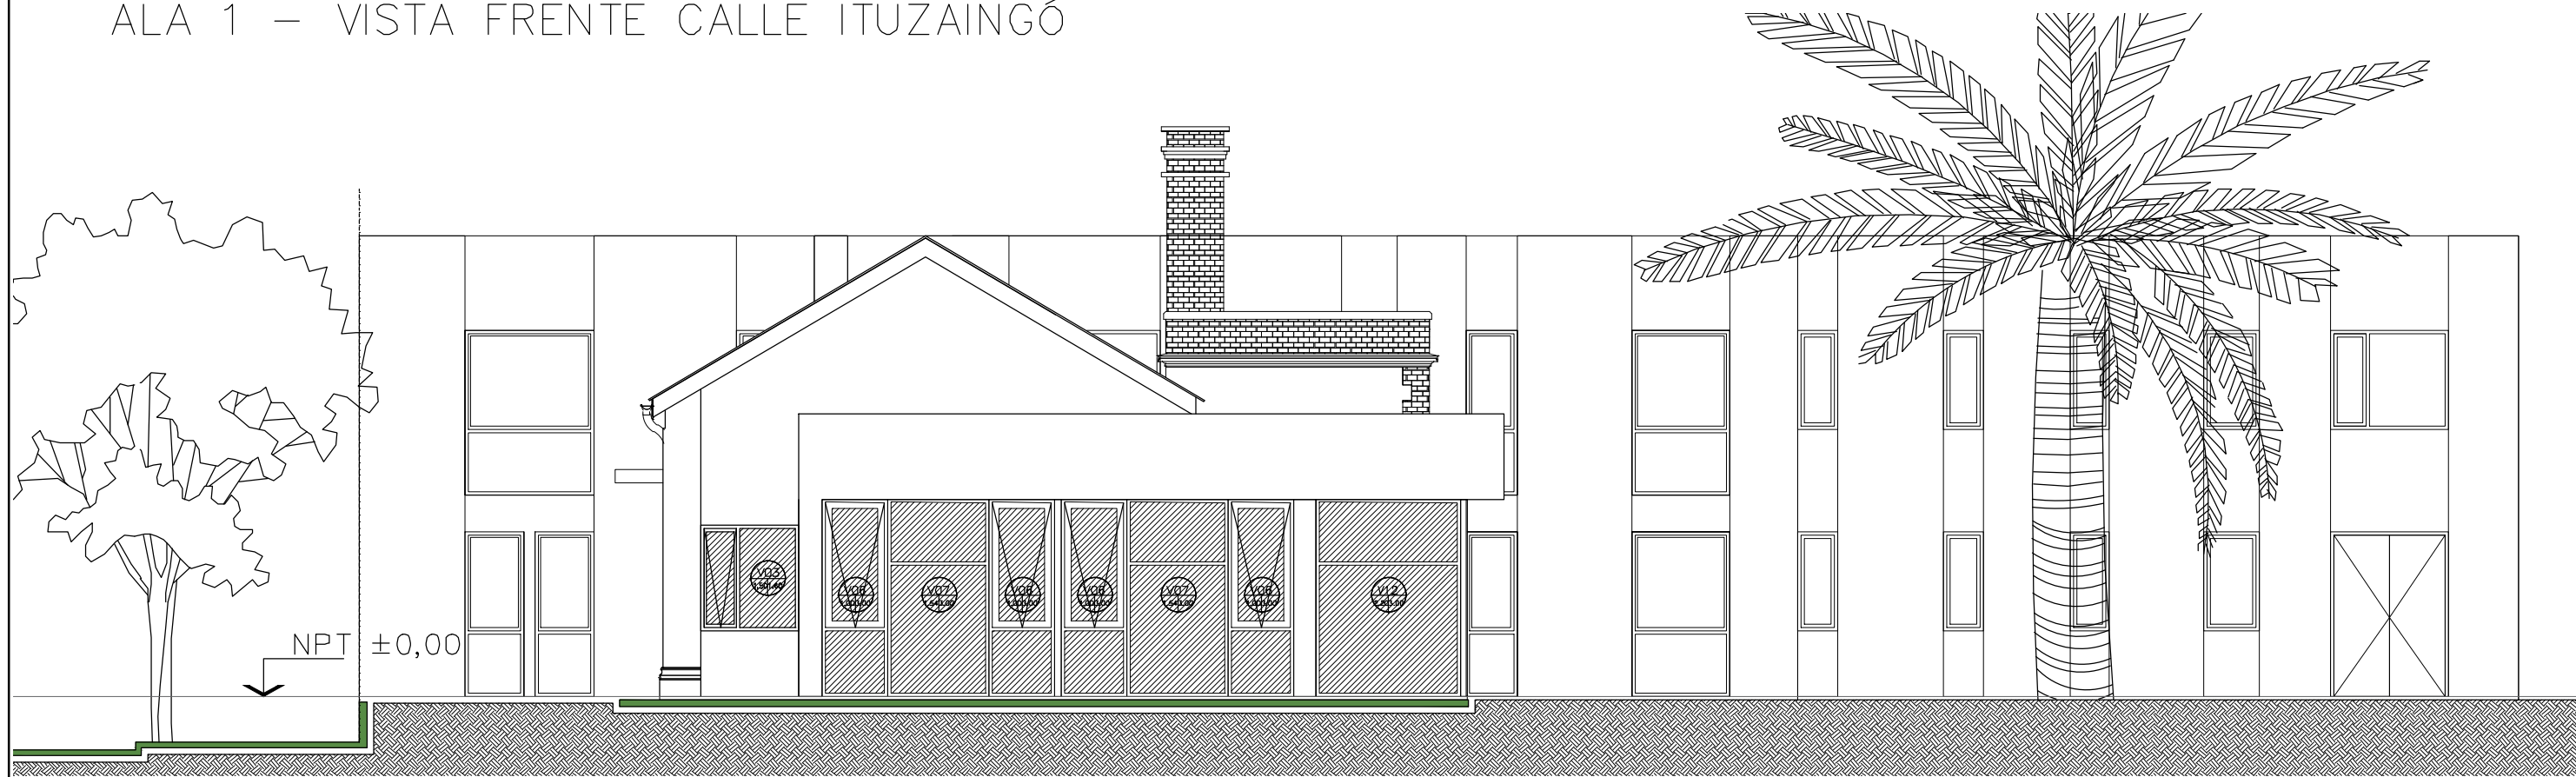 ALA 1 – VISTA FRENTE CALLE ITUZAINGÓ
V03
V06
V07
V06
V06
V07
V06
V12
NPT ±0,00